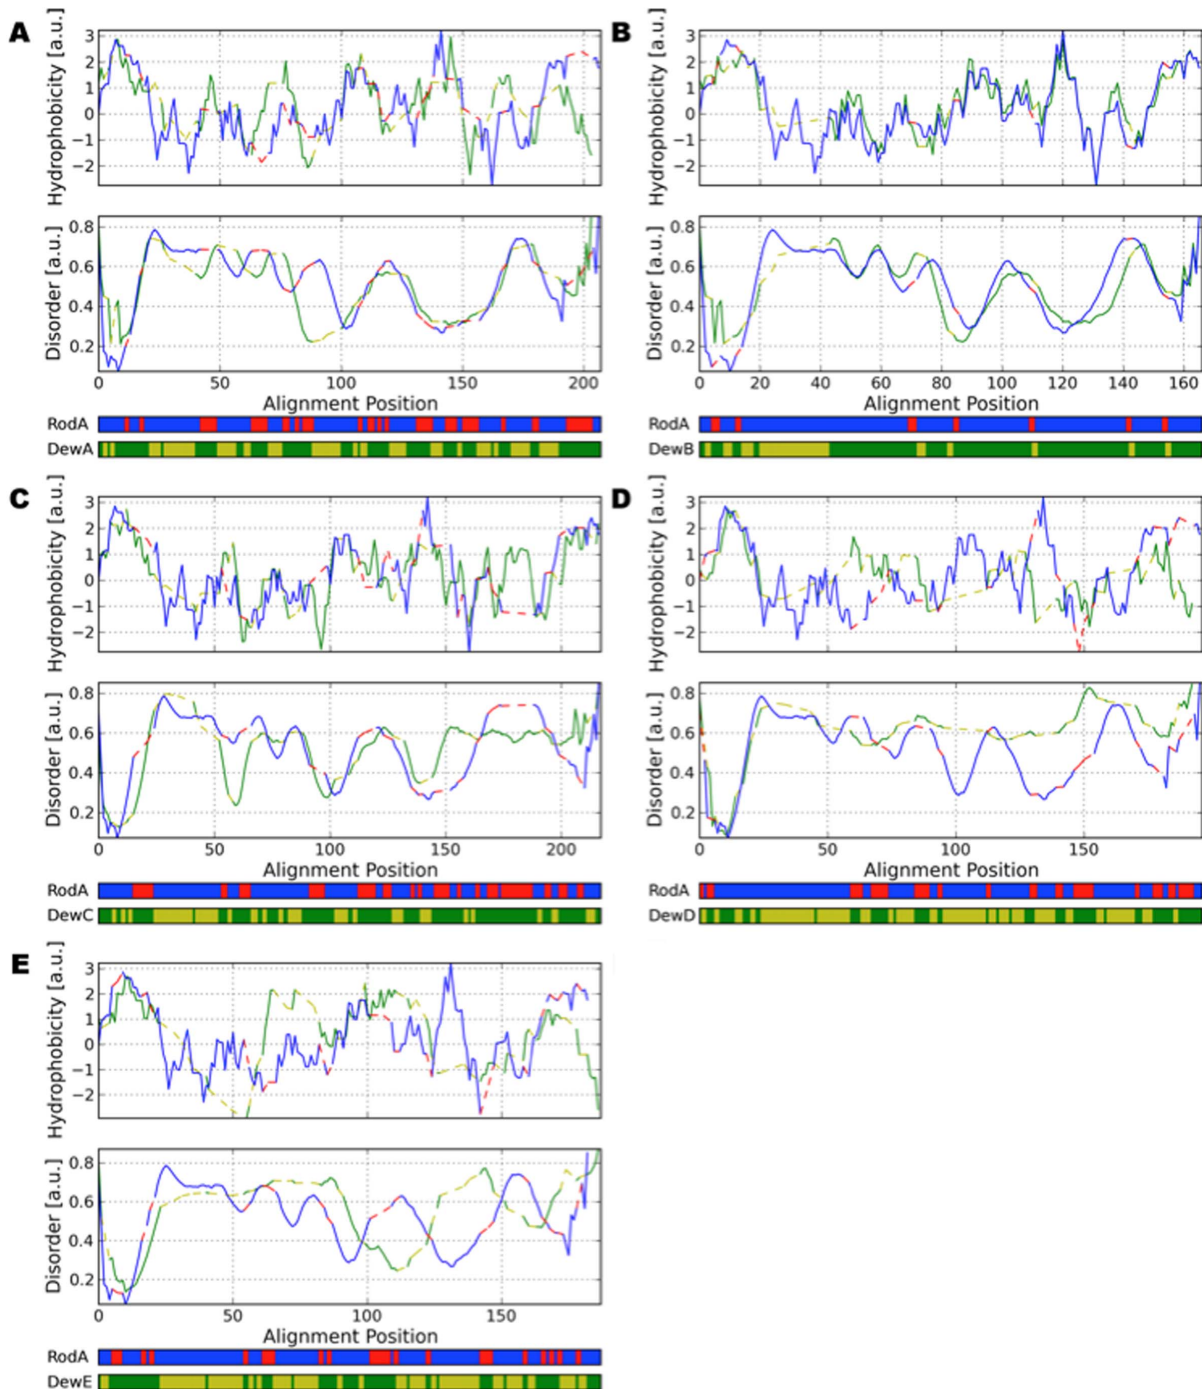 A
Hydrophobicity [a.u.]
3
2
1
0
−1
−2
Disorder [a.u.]
0.8
0.6
0.4
0.2
0 50 100 150 200
Alignment Position
RodA
DewA
B
Hydrophobicity [a.u.]
3
2
1
0
−1
−2
Disorder [a.u.]
0.8
0.6
0.4
0.2
0 20 40 60 80 100 120 140 160
Alignment Position
RodA
DewB
C
Hydrophobicity [a.u.]
3
2
1
0
−1
−2
Disorder [a.u.]
0.8
0.6
0.4
0.2
0 50 100 150 200
Alignment Position
RodA
DewC
D
Hydrophobicity [a.u.]
3
2
1
0
−1
−2
Disorder [a.u.]
0.8
0.6
0.4
0.2
0 50 100 150
Alignment Position
RodA
DewD
E
Hydrophobicity [a.u.]
3
2
1
0
−1
−2
Disorder [a.u.]
0.8
0.6
0.4
0.2
0 50 100 150
Alignment Position
RodA
DewE